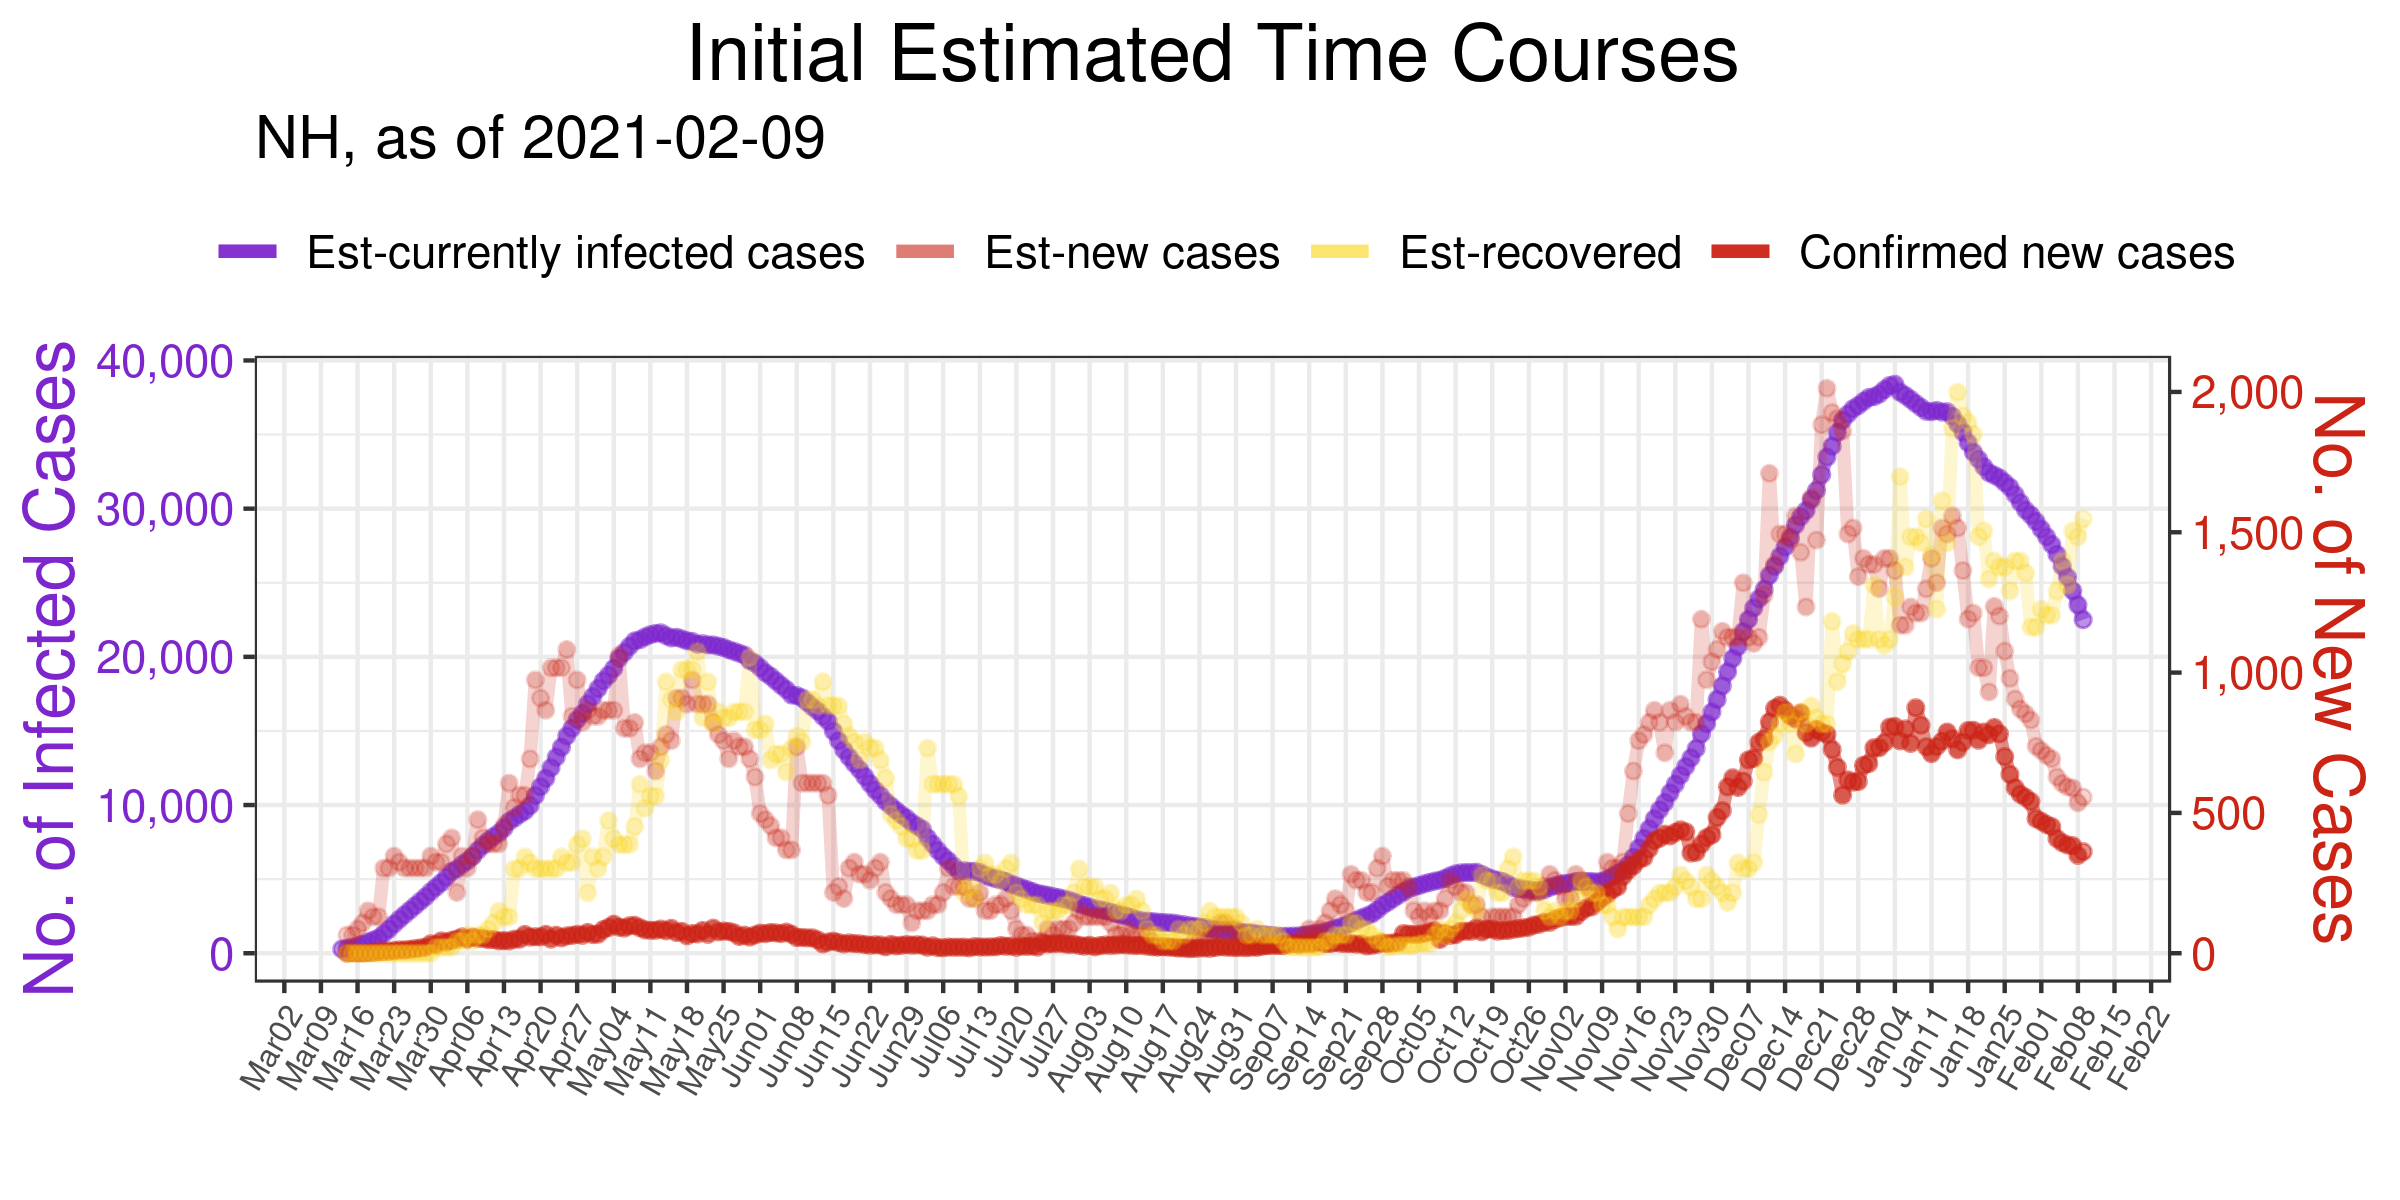 Initial Estimated Time Courses
NH, as of 2021-02-09
Est-currently infected cases Est-new cases Est-recovered Confirmed new cases
No. of Infected Cases
40,000
30,000
20,000
10,000
0
2,000
1,500
1,000
500
0
No. of New Cases
Mar02 Mar09 Mar16 Mar23 Mar30 Apr06 Apr13 Apr20 Apr27 May04 May11 May18 May25 Jun01 Jun08 Jun15 Jun22 Jun29 Jul06 Jul13 Jul20 Jul27 Aug03 Aug10 Aug17 Aug24 Aug31 Sep07 Sep14 Sep21 Sep28 Oct05 Oct12 Oct19 Oct26 Nov02 Nov09 Nov16 Nov23 Nov30 Dec07 Dec14 Dec21 Dec28 Jan04 Jan11 Jan18 Jan25 Feb01 Feb08 Feb15 Feb22